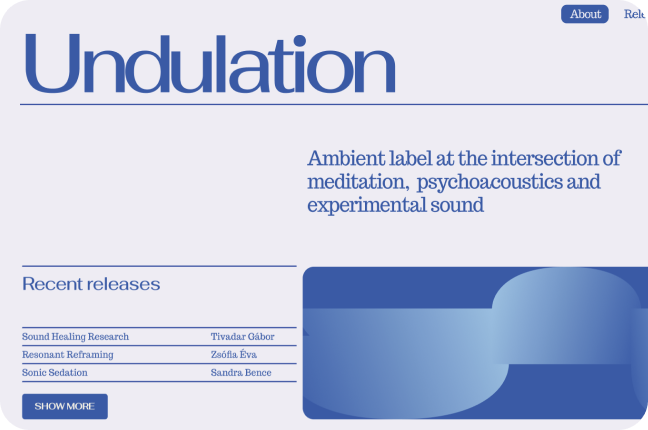 About
Undulation
Ambient label at the intersection of
meditation,  psychoacoustics and
experimental sound
Recent releases
Sound Healing Research Tivadar Gábor
Resonant Reframing Zsófia Éva
Sonic Sedation Sandra Bence
SHOW MORE